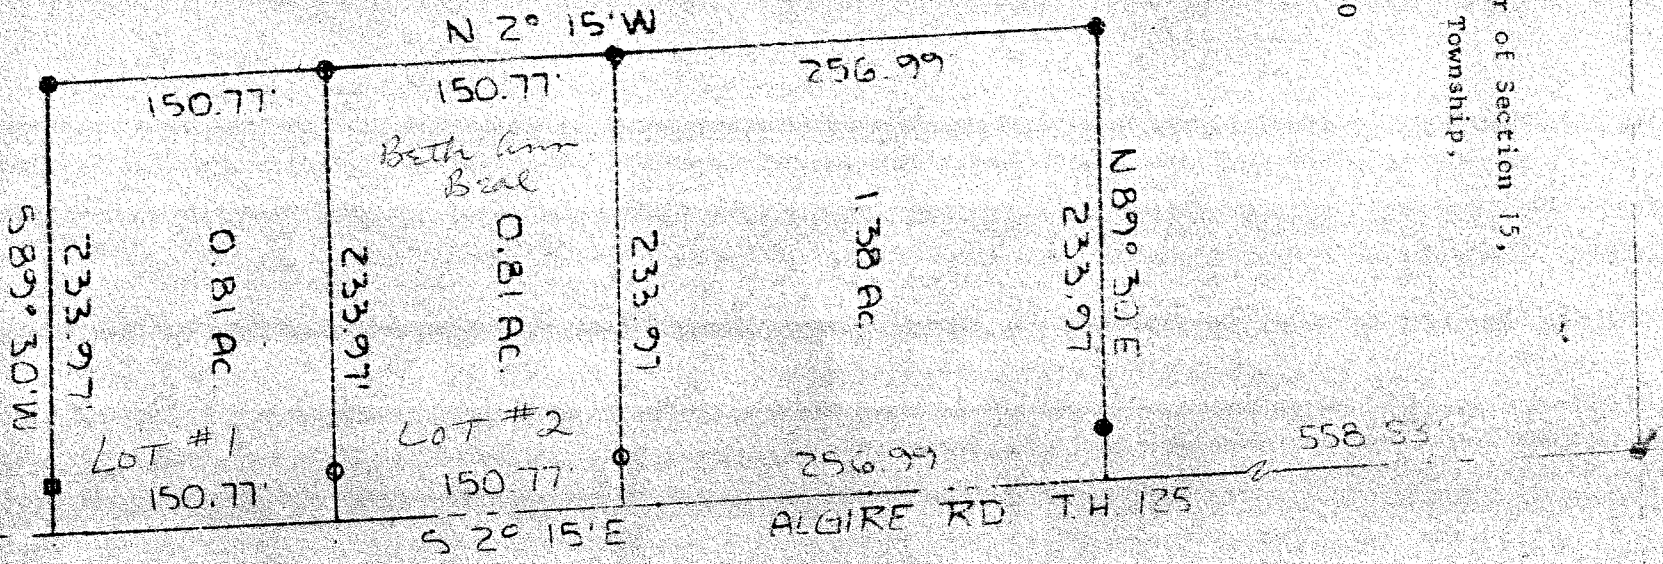 N 2° 15' W
150.77'
150.77'
256.99
Beth Ann
Beal
0.81 Ac.
0.81 Ac.
1.38 Ac.
S 89° 30' W
233.97'
233.97'
233.97
N 89° 30 E
233.97
LOT #1
LOT #2
150.77'
150.77'
256.99
S 2° 15' E
ALGIRE RD T.H 125
of Section 15,
Township,